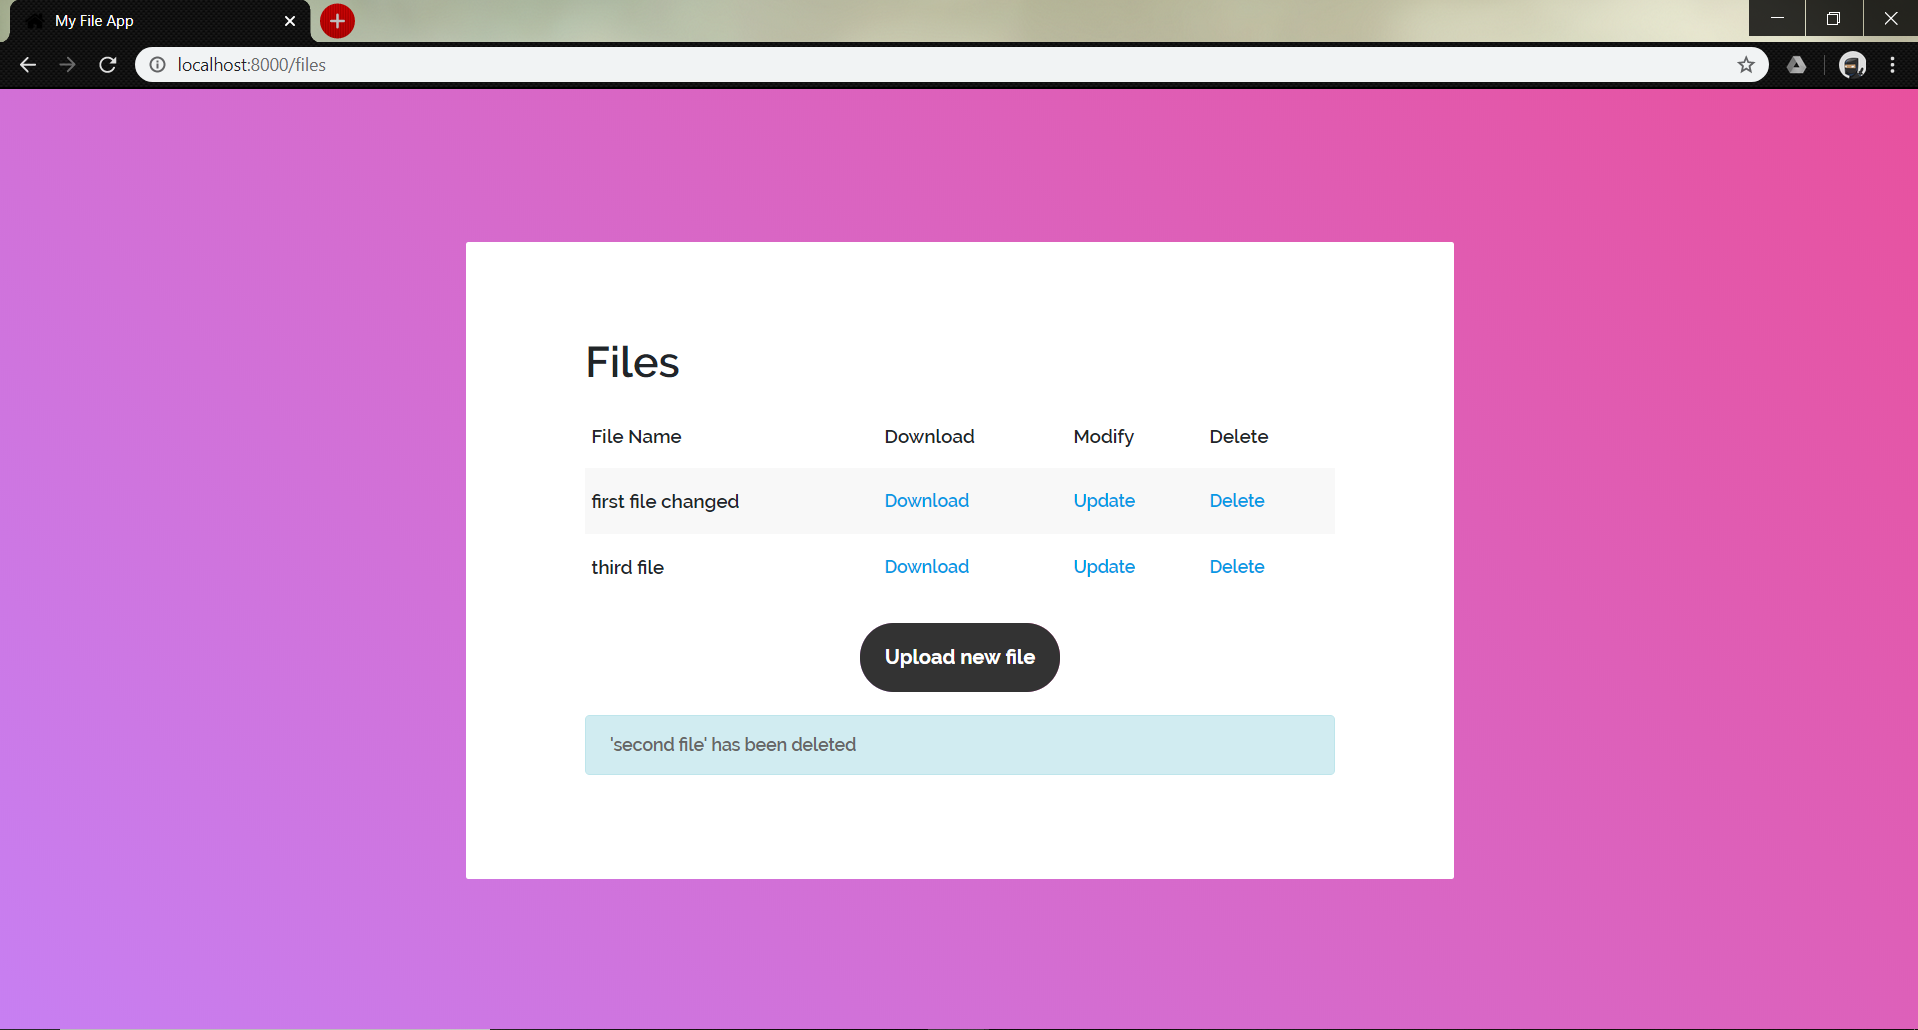 My File App
localhost:8000/files
Files
File Name Download Modify Delete
first file changed Download Update Delete
third file Download Update Delete
Upload new file
'second file' has been deleted